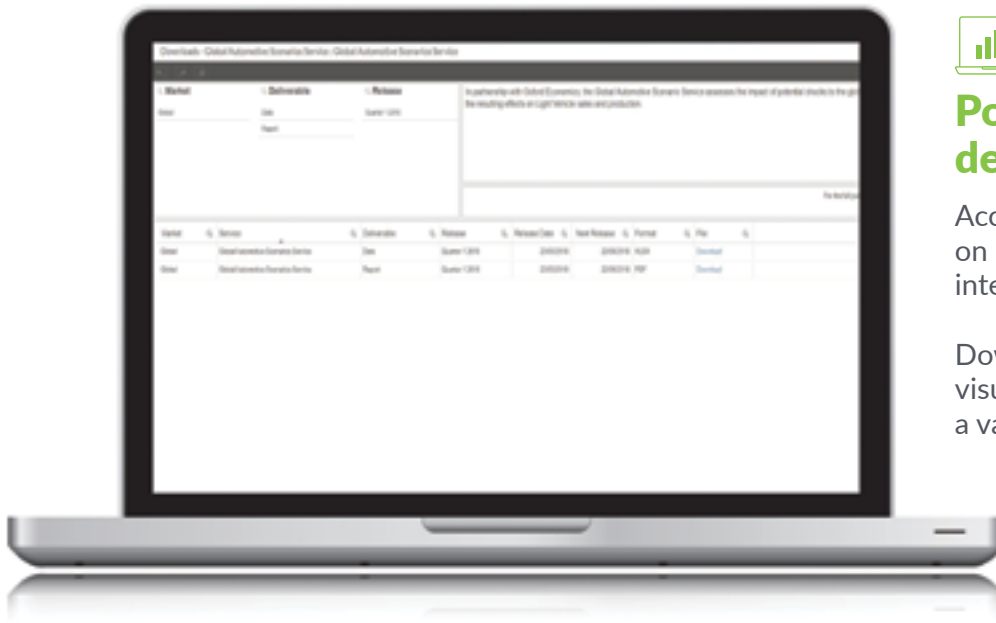 Downloads: Global Automotive Scenarios Service: Global Automotive Scenarios Service
Market
Global
Deliverable
Data
Report
Release
Quarter 1 2018
In partnership with Oxford Economics, the Global Automotive Scenario Service assesses the impact of potential shocks to the glo
the resulting effects on Light Vehicle sales and production.
For the full
Market Service Deliverable Release Release Date Next Release Format File
Global Global Automotive Scenarios Service Data Quarter 1 2018 Download
Global Global Automotive Scenarios Service Report Quarter 1 2018 PDF Download
Po
de
Acc
on
inte
Dow
visu
a va